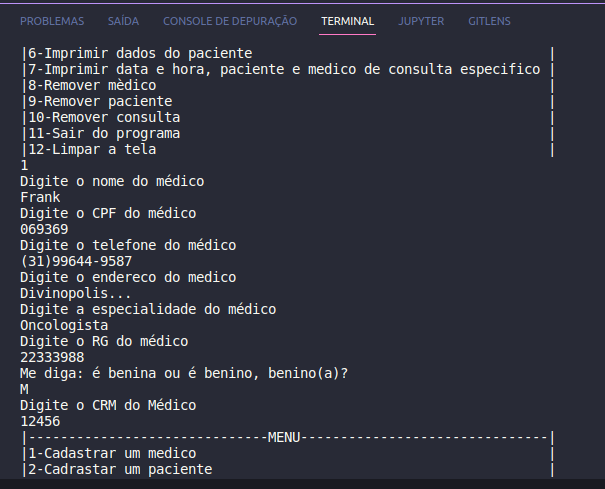 PROBLEMAS SAÍDA CONSOLE DE DEPURAÇÃO TERMINAL JUPYTER GITLENS
|6-Imprimir dados do paciente |
|7-Imprimir data e hora, paciente e medico de consulta especifico |
|8-Remover mèdico |
|9-Remover paciente |
|10-Remover consulta |
|11-Sair do programa |
|12-Limpar a tela |
1
Digite o nome do médico
Frank
Digite o CPF do médico
069369
Digite o telefone do médico
(31)99644-9587
Digite o endereco do medico
Divinopolis...
Digite a especialidade do médico
Oncologista
Digite o RG do médico
22333988
Me diga: é benina ou é benino, benino(a)?
M
Digite o CRM do Médico
12456
|------------------------------MENU-------------------------------|
|1-Cadastrar um medico |
|2-Cadrastar um paciente |